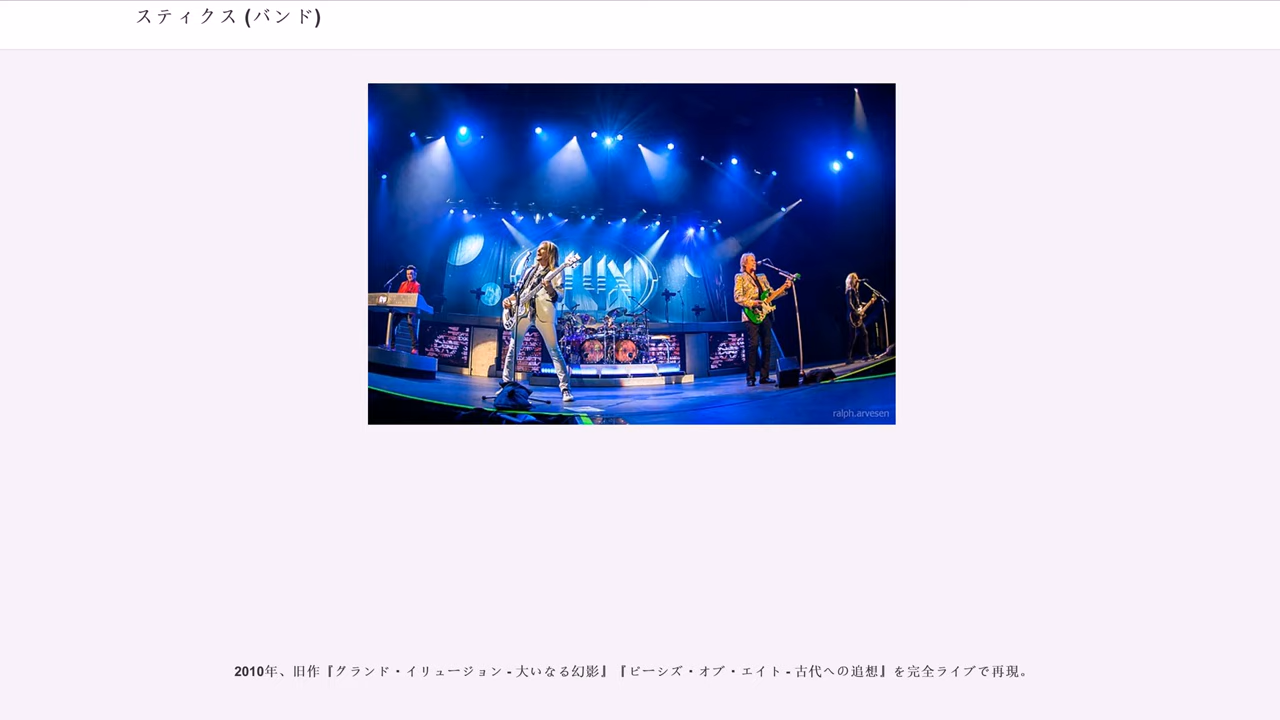 スティクス (バンド)
ralph.arvesen
2010年、旧作『グランド・イリュージョン - 大いなる幻影』『ピーシズ・オブ・エイト - 古代への追想』を完全ライブで再現。